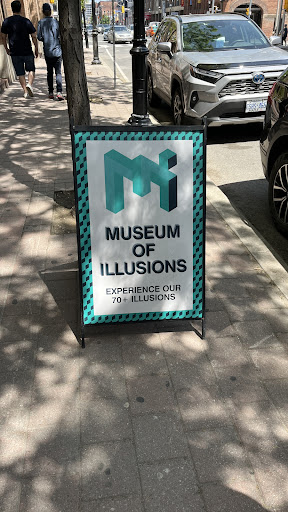 MUSEUM
OF
ILLUSIONS
EXPERIENCE OUR
70+ ILLUSIONS